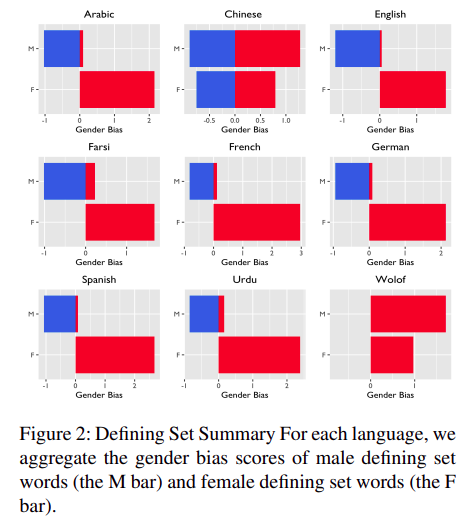 Arabic Chinese English
M M M
F F F
-1 0 1 2 -0.5 0.0 0.5 1.0 -1 0 1
Gender Bias Gender Bias Gender Bias
Farsi French German
M M M
F F F
-1 0 1 -1 0 1 2 3 -1 0 1 2
Gender Bias Gender Bias Gender Bias
Spanish Urdu Wolof
M M M
F F F
-1 0 1 2 -1 0 1 2 0 1
Gender Bias Gender Bias Gender Bias
Figure 2: Defining Set Summary For each language, we
aggregate the gender bias scores of male defining set
words (the M bar) and female defining set words (the F
bar).